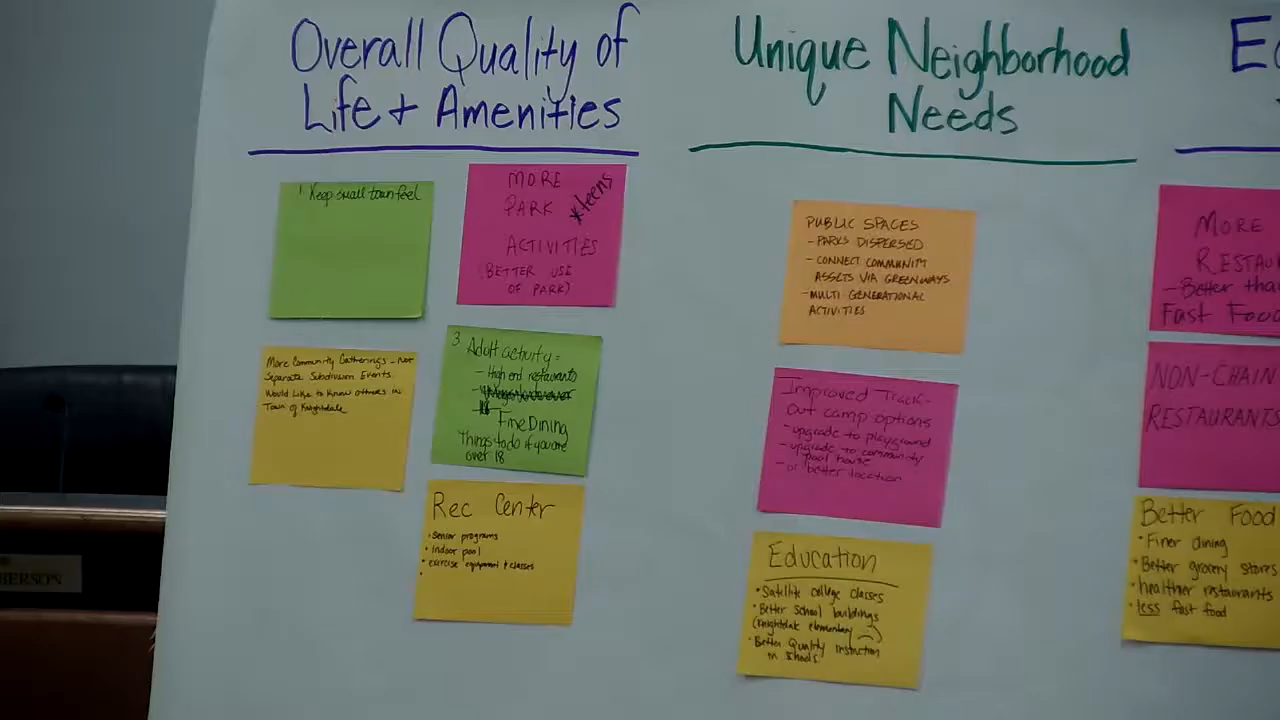 Overall Quality of
Life + Amenities
1 Keep small town feel
MORE
PARK
*teens
ACTIVITIES
(BETTER USE
OF PARK)
More Community Gatherings - Not
Separate Subdivision Events.
Would Like to Know others in
Town of Knightdale
3. Adult activity =
- High end restaurants
-
- Fine Dining
Things to do if you are
over 18
Rec Center
• Senior programs
• Indoor pool
• exercise equipment + classes
•
Unique Neighborhood
Needs
PUBLIC SPACES
- PARKS DISPERSED
- CONNECT COMMUNITY
ASSETS VIA GREENWAYS
- MULTI GENERATIONAL
ACTIVITIES
Improved Track-
Out camp options
- upgrade to playground
- upgrade to community
pool house
- or better location
Education
• Satellite college classes
• Better school buildings
(Knightdale elementary
• Better Quality instruction
in schools
MORE
RESTAU
- Better tha
Fast Food
NON-CHAIN
RESTAURANTS
Better Food
• Finer dining
• Better grocery stores
• healthier restaurants
• less fast food
HERSON